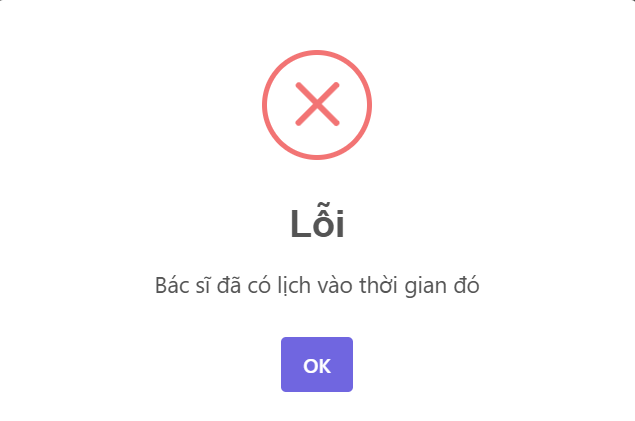 Lỗi
Bác sĩ đã có lịch vào thời gian đó
OK